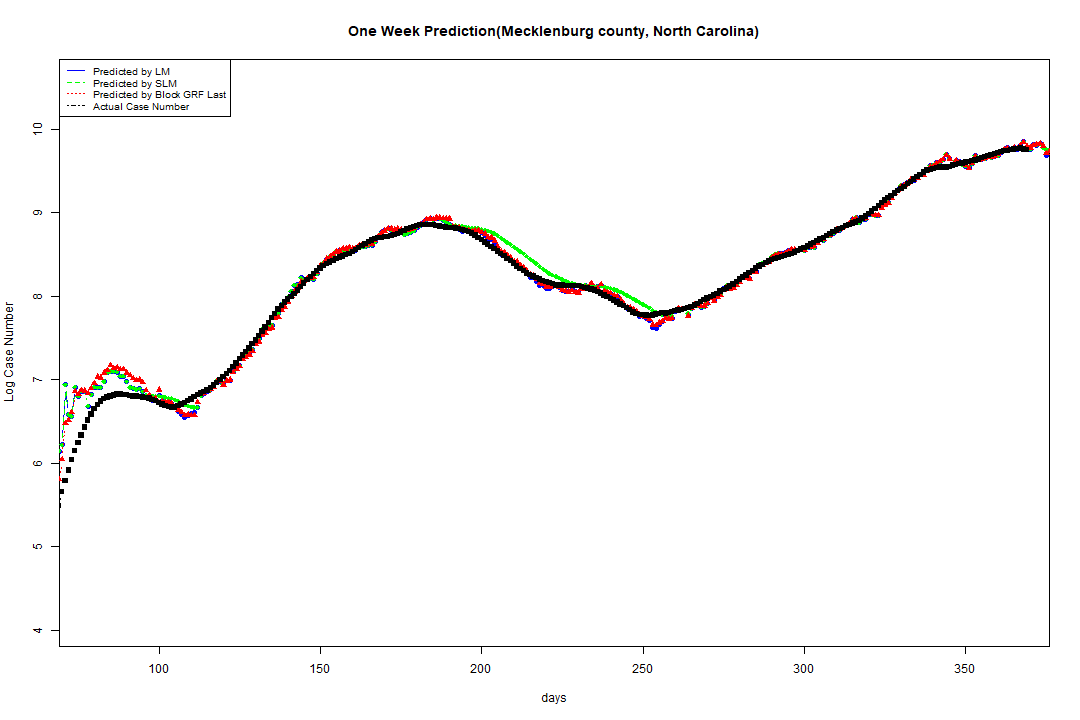 One Week Prediction(Mecklenburg county, North Carolina)
Predicted by LM
Predicted by SLM
Predicted by Block GRF Last
Actual Case Number
Log Case Number
10
9
8
7
6
5
4
100 150 200 250 300 350
days